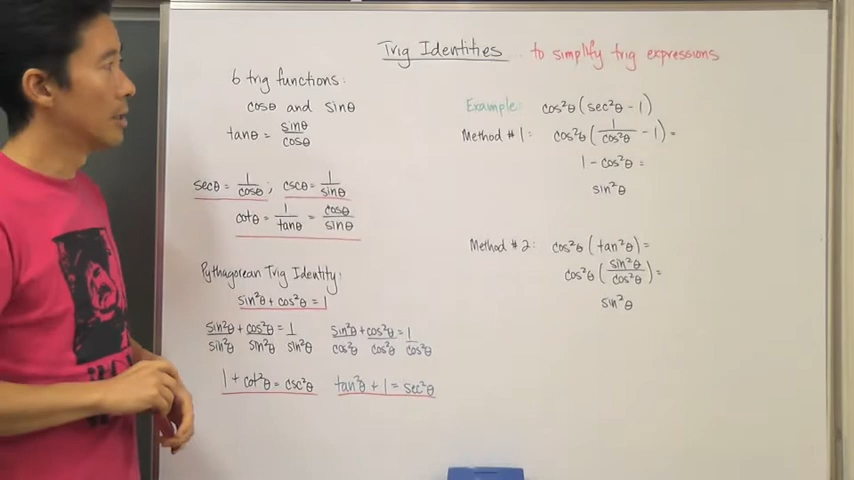 Trig Identities to simplify trig expressions
6 trig functions:
cosθ and sinθ
tanθ = sinθ/cosθ
secθ = 1/cosθ ; cscθ = 1/sinθ
cotθ = 1/tanθ = cosθ/sinθ
Pythagorean Trig Identity:
sin²θ + cos²θ = 1
sin²θ/sin²θ + cos²θ/sin²θ = 1/sin²θ
sin²θ/cos²θ + cos²θ/cos²θ = 1/cos²θ
1 + cot²θ = csc²θ
tan²θ + 1 = sec²θ
Example: cos²θ (sec²θ - 1)
Method #1: cos²θ (1/cos²θ - 1) =
1 - cos²θ =
sin²θ
Method #2: cos²θ (tan²θ) =
cos²θ (sin²θ/cos²θ) =
sin²θ